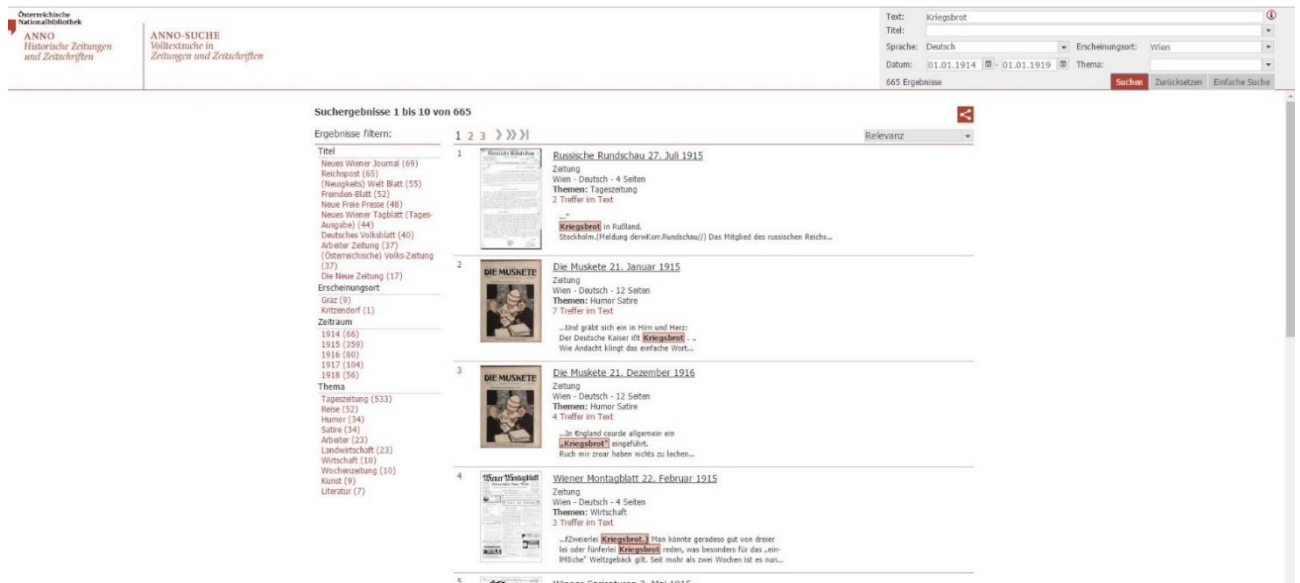 Österreichische
Nationalbibliothek
ANNO
Historische Zeitungen
und Zeitschriften
ANNO-SUCHE
Volltextsuche in
Zeitungen und Zeitschriften
Text: Kriegsbrot
Titel:
Sprache: Deutsch Erscheinungsort: Wien
Datum: 01.01.1914 - 01.01.1919 Thema:
665 Ergebnisse Suchen Zurücksetzen Einfache Suche
Suchergebnisse 1 bis 10 von 665
Ergebnisse filtern:
1 2 3
Relevanz
Titel
Neues Wiener Journal (69)
Reichspost (65)
(Neuigkeits) Welt Blatt (55)
Fremden-Blatt (52)
Neue Freie Presse (48)
Neues Wiener Tagblatt (Tages-
Ausgabe) (44)
Deutsches Volksblatt (40)
Arbeiter Zeitung (37)
(Österreichische) Volks-Zeitung
(37)
Die Neue Zeitung (17)
Erscheinungsort
Graz (9)
Kritzendorf (1)
Zeitraum
1914 (66)
1915 (359)
1916 (80)
1917 (104)
1918 (56)
Thema
Tageszeitung (533)
Reise (52)
Humor (34)
Satire (34)
Arbeiter (23)
Landwirtschaft (23)
Wirtschaft (10)
Wochenzeitung (10)
Kunst (9)
Literatur (7)
1
Russische Rundschau
Russische Rundschau 27. Juli 1915
Zeitung
Wien - Deutsch - 4 Seiten
Themen: Tageszeitung
2 Treffer im Text
..."
Kriegsbrot in Rußland.
Stockholm.(Meldung derwKorr.Rundschau//) Das Mitglied des russischen Reichs...
2
DIE MUSKETE
Die Muskete 21. Januar 1915
Zeitung
Wien - Deutsch - 12 Seiten
Themen: Humor Satire
7 Treffer im Text
...Und gräbt sich ein in Hirn und Herz:
Der Deutsche Kaiser ißt Kriegsbrot . ..
Wie Andacht klingt das einfache Wort...
3
DIE MUSKETE
Die Muskete 21. Dezember 1916
Zeitung
Wien - Deutsch - 12 Seiten
Themen: Humor Satire
4 Treffer im Text
...In €ngland courde allgemein ein
„Kriegsbrot" eingeführt.
Ruch mir zroar haben nichts zu lachen...
4
Wiener Montagblatt
Wiener Montagblatt 22. Februar 1915
Zeitung
Wien - Deutsch - 4 Seiten
Themen: Wirtschaft
3 Treffer im Text
...fZweierlei Kriegsbrot.) Man könnte geradeso gut von dreier
lei oder fünferlei Kriegsbrot reden, was besonders für das „ein-
lMSche" Weltzgebäck gilt. Seit mohr als zwei Wochen ist es nun...
5